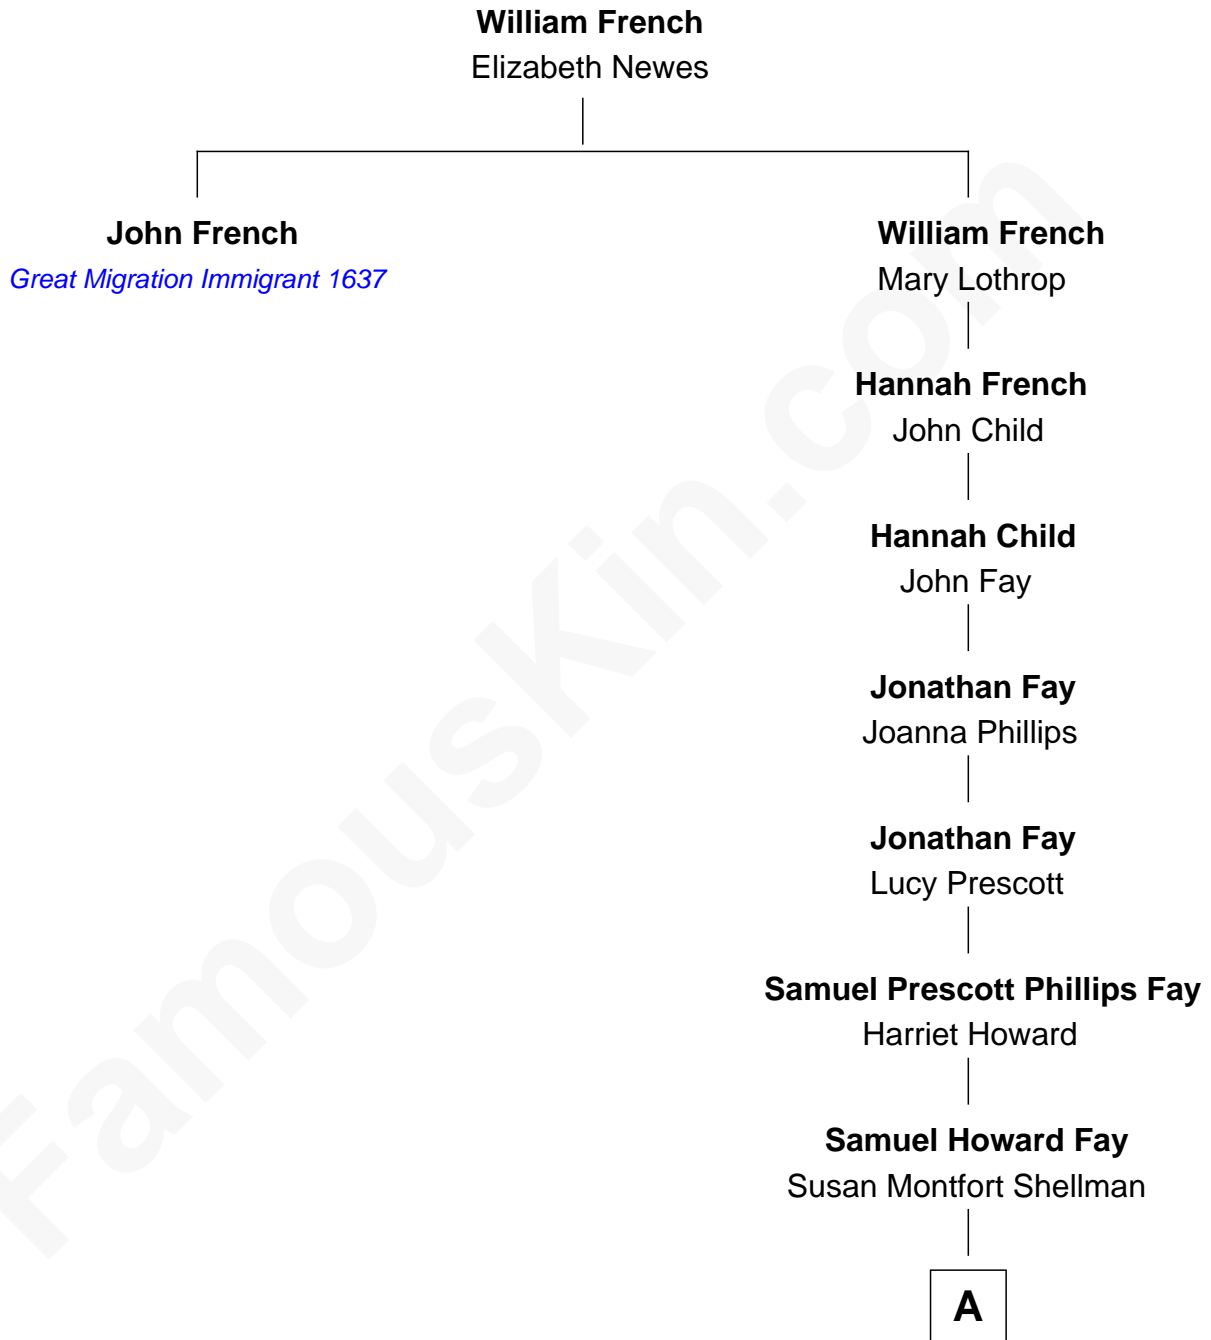 William French
Elizabeth Newes
John French
Great Migration Immigrant 1637
William French
Mary Lothrop
Hannah French
John Child
Hannah Child
John Fay
Jonathan Fay
Joanna Phillips
Jonathan Fay
Lucy Prescott
Samuel Prescott Phillips Fay
Harriet Howard
Samuel Howard Fay
Susan Montfort Shellman
A
FamousKin.com